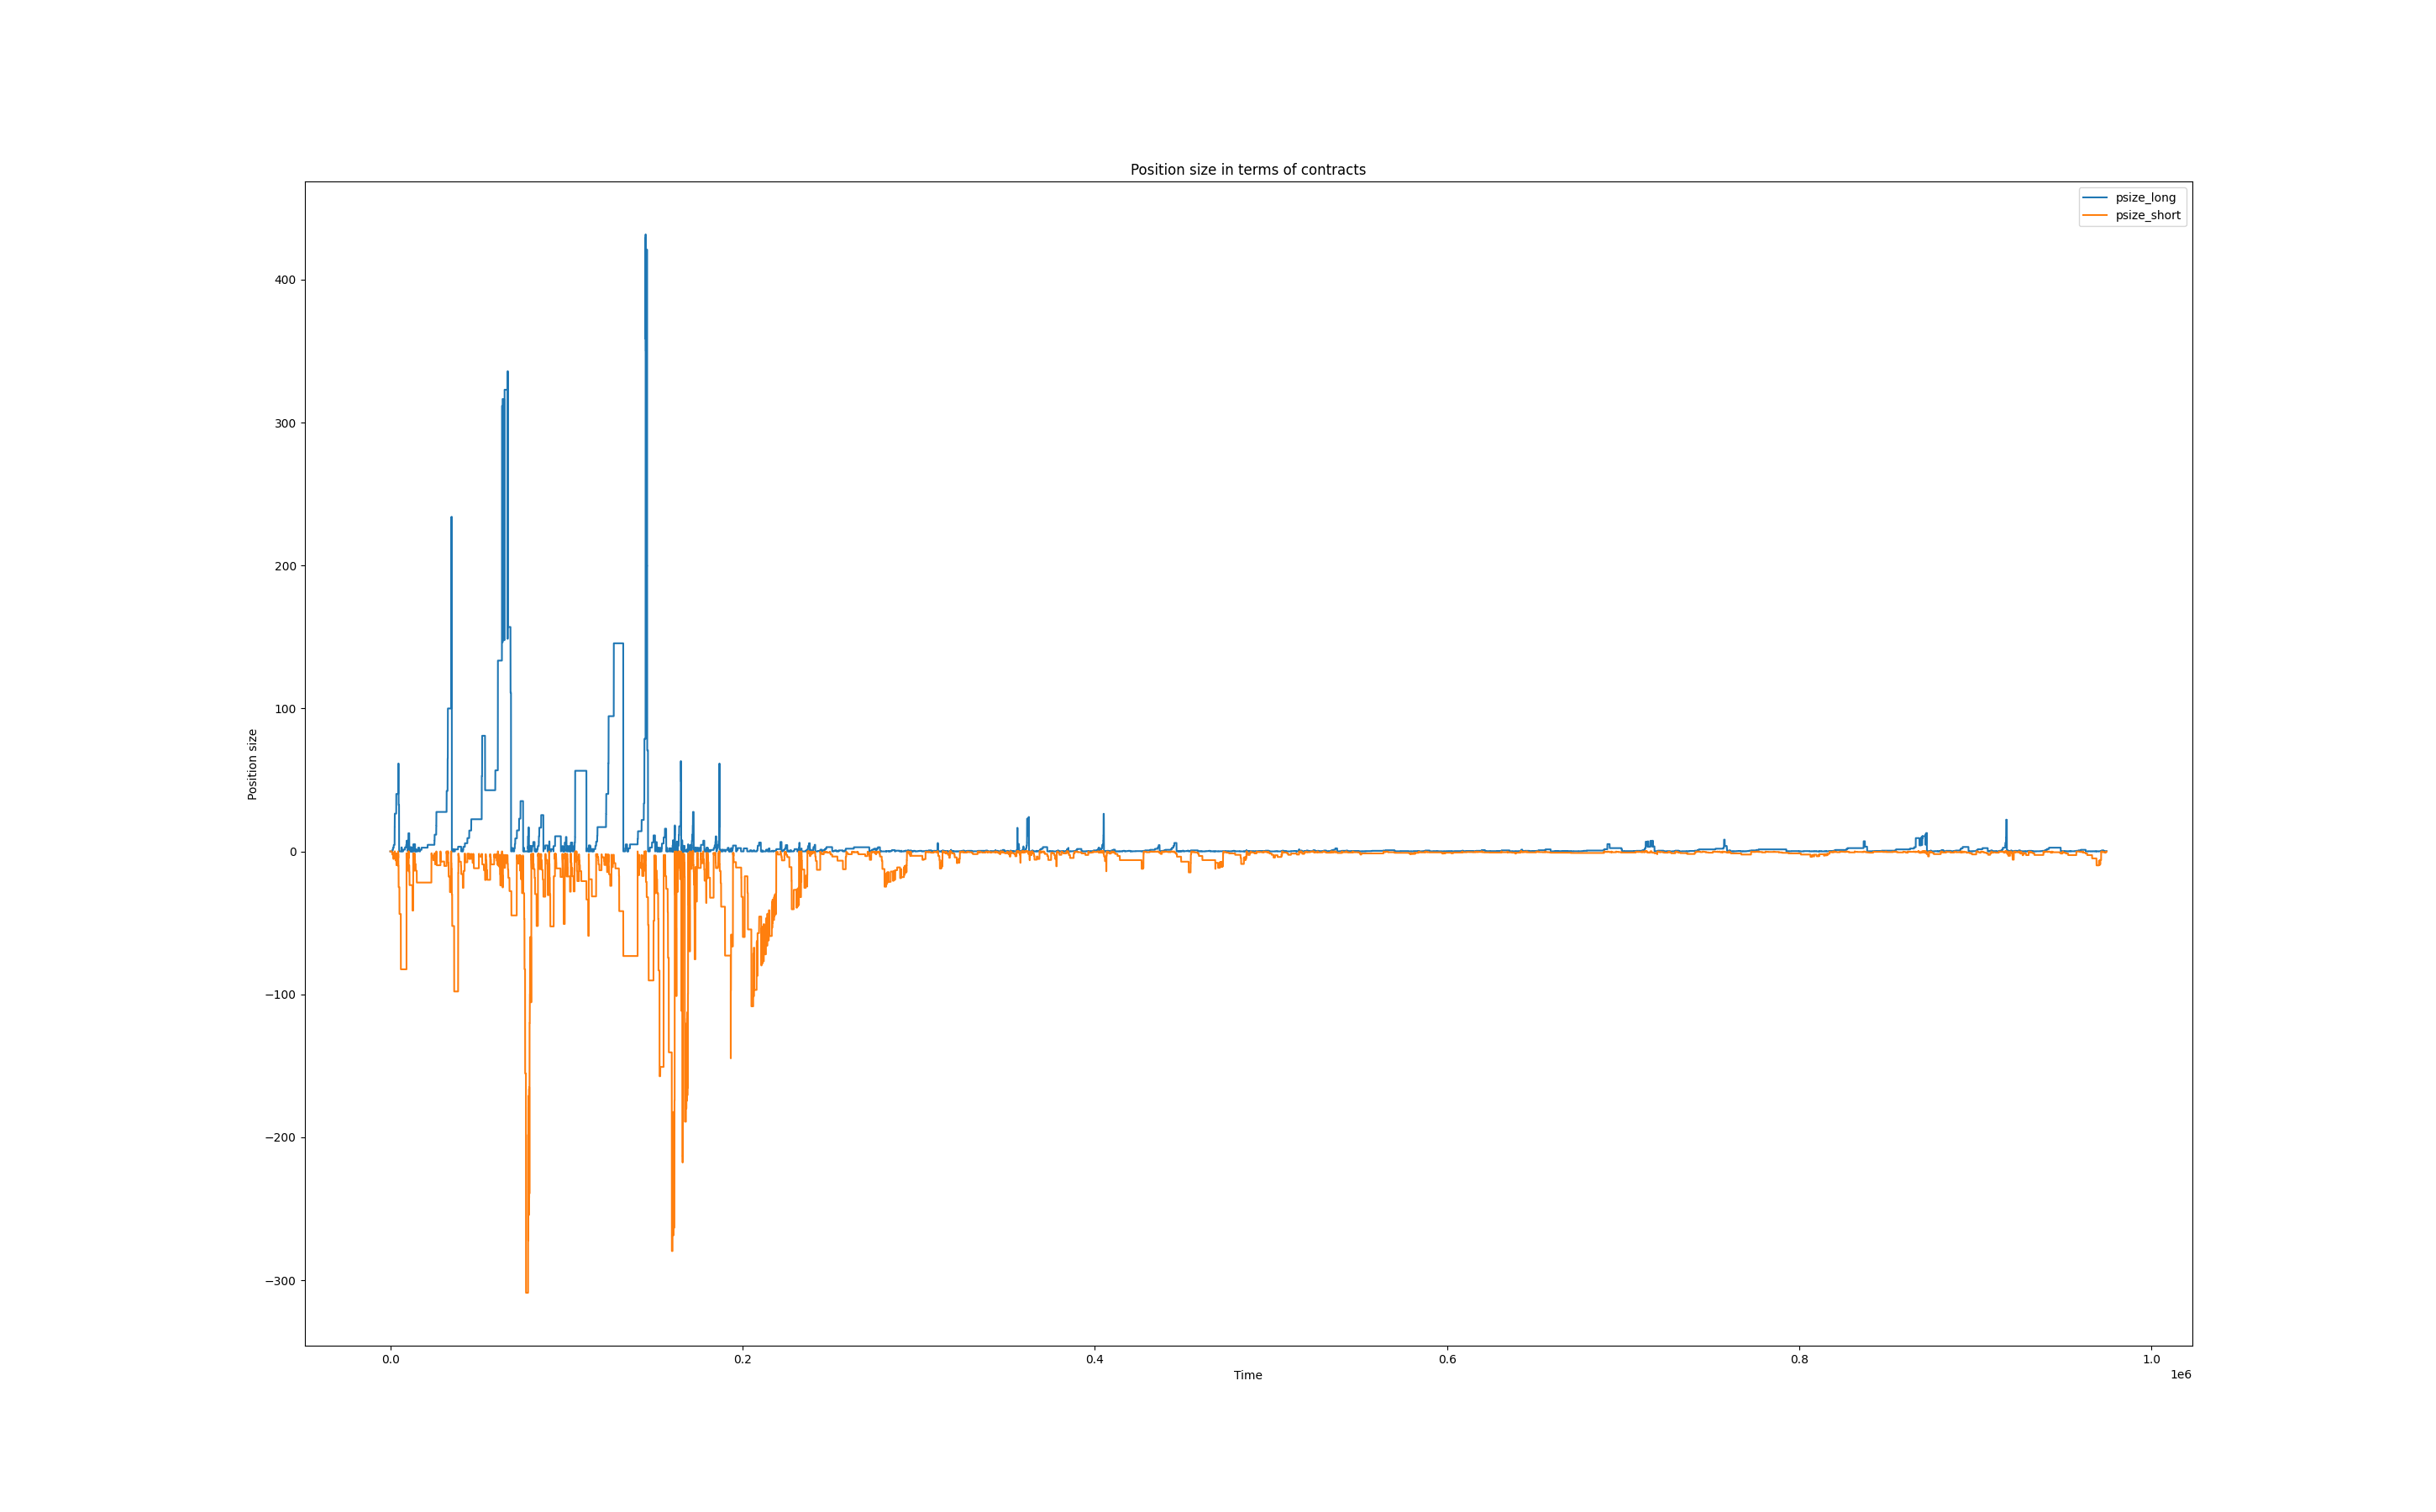 Position size in terms of contracts
psize_long
psize_short
400
300
200
100
0
−100
−200
−300
Position size
0.0 0.2 0.4 0.6 0.8 1.0
Time
1e6